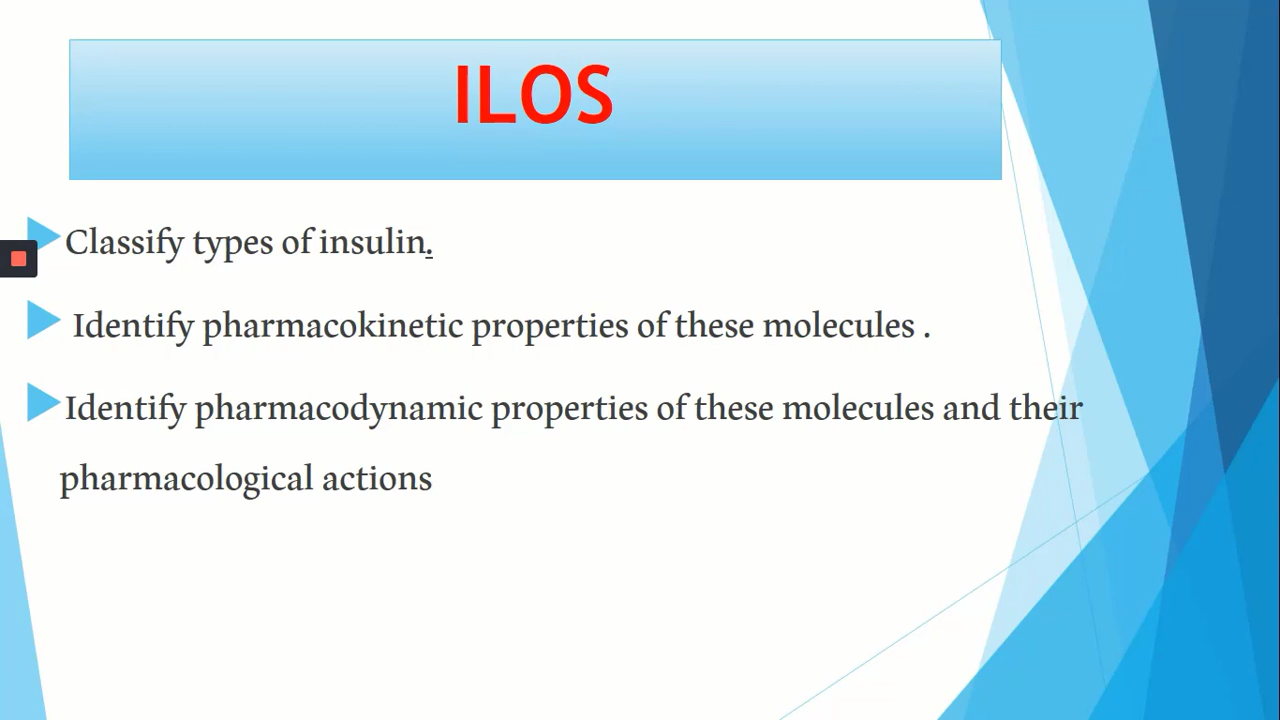 ILOS
Classify types of insulin.
Identify pharmacokinetic properties of these molecules .
Identify pharmacodynamic properties of these molecules and their
pharmacological actions